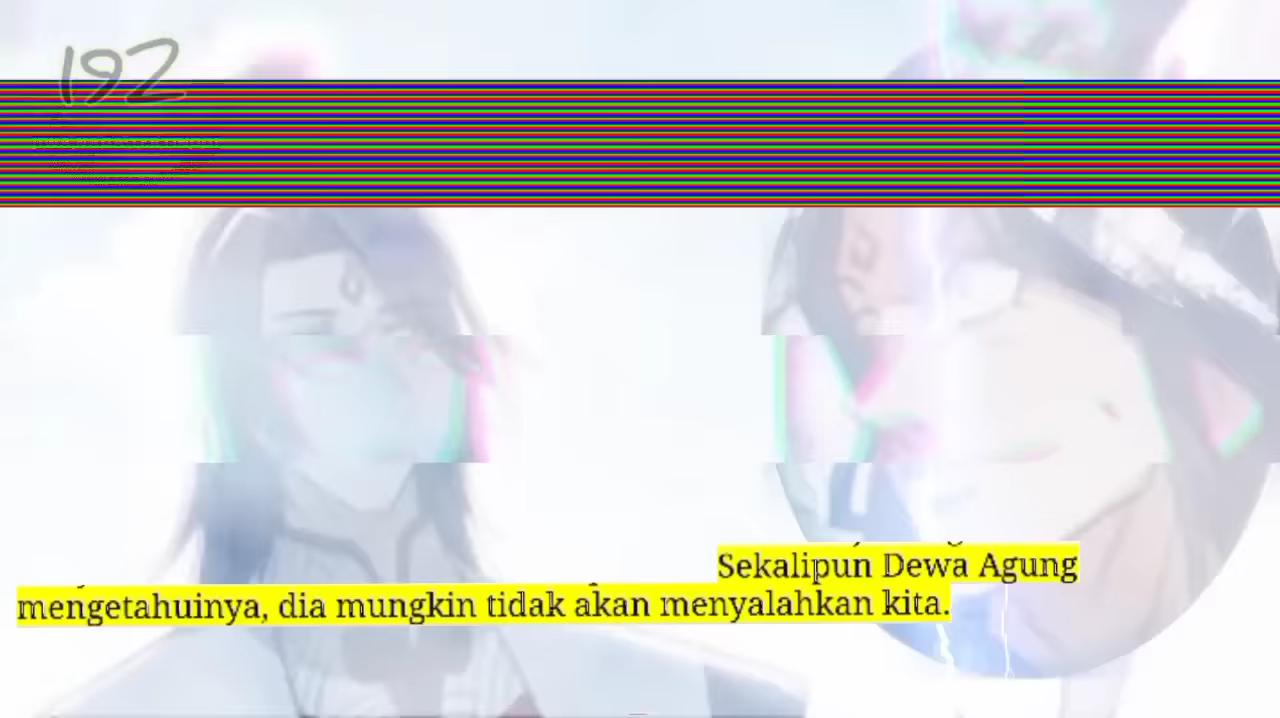 192
Sekalipun Dewa Agung
mengetahuinya, dia mungkin tidak akan menyalahkan kita.